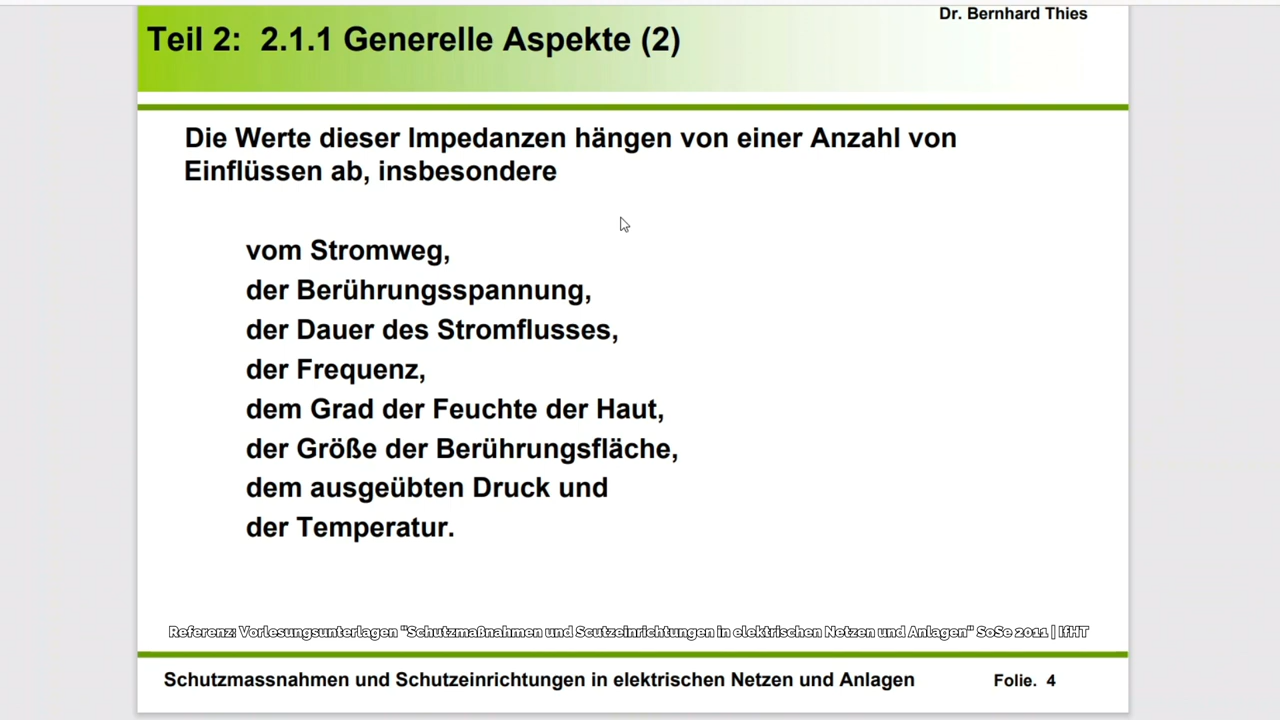 Dr. Bernhard Thies
Teil 2: 2.1.1 Generelle Aspekte (2)
Die Werte dieser Impedanzen hängen von einer Anzahl von
Einflüssen ab, insbesondere
vom Stromweg,
der Berührungsspannung,
der Dauer des Stromflusses,
der Frequenz,
dem Grad der Feuchte der Haut,
der Größe der Berührungsfläche,
dem ausgeübten Druck und
der Temperatur.
Referenz: Vorlesungsunterlagen "Schutzmaßnahmen und Scutzeinrichtungen in elektrischen Netzen und Anlagen" SoSe 2011 | IfHT
Schutzmassnahmen und Schutzeinrichtungen in elektrischen Netzen und Anlagen Folie. 4